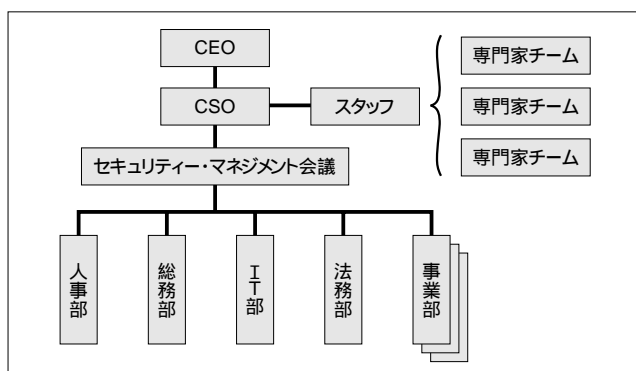 CEO
専門家チーム
CSO
スタッフ
専門家チーム
専門家チーム
セキュリティー・マネジメント会議
人事部
総務部
IT部
法務部
事業部